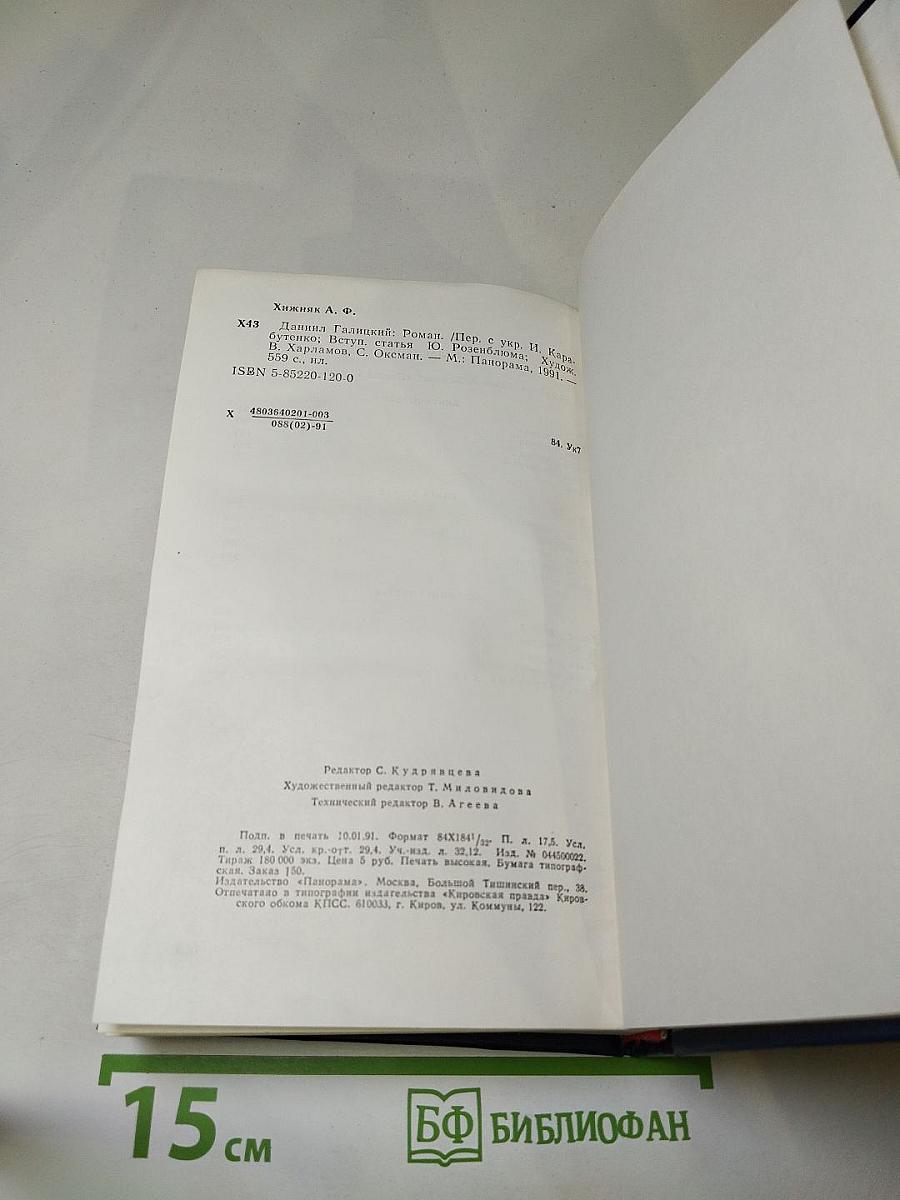 Хижняк А. Ф.
Х43 Даниил Галицкий: Роман. /Пер. с укр. И. Кара-
бутенко; Вступ. статья Ю. Розенблюма; Худож.
В. Харламов, С. Оксман. — М.: Панорама, 1991. —
559 с., ил.
ISBN 5-85220-120-0
Х 4803640201-003
088(02)-91
84. Ук7
Редактор С. Кудрявцева
Художественный редактор Т. Миловидова
Технический редактор В. Агеева
Подп. в печать 10.01.91. Формат 84Х184¹/₃₂. П. л. 17,5. Усл.
п. л. 29,4. Усл. кр.-отт. 29,4. Уч.-изд. л. 32,12. Изд. № 044500022.
Тираж 180 000 экз. Цена 5 руб. Печать высокая. Бумага типограф-
ская. Заказ 150.
Издательство «Панорама». Москва, Большой Тишинский пер., 38.
Отпечатано в типографии издательства «Кировская правда» Киров-
ского обкома КПСС. 610033, г. Киров, ул. Коммуны, 122.
15 см
БФ БИБЛИОФАН